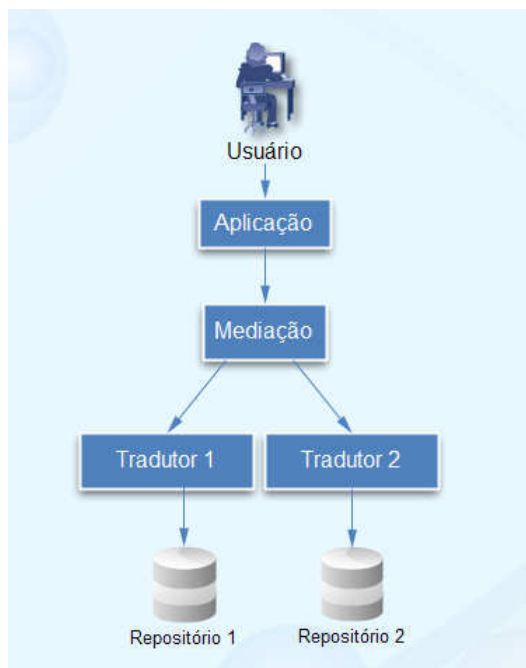 Usuário
Aplicação
Mediação
Tradutor 1
Tradutor 2
Repositório 1
Repositório 2